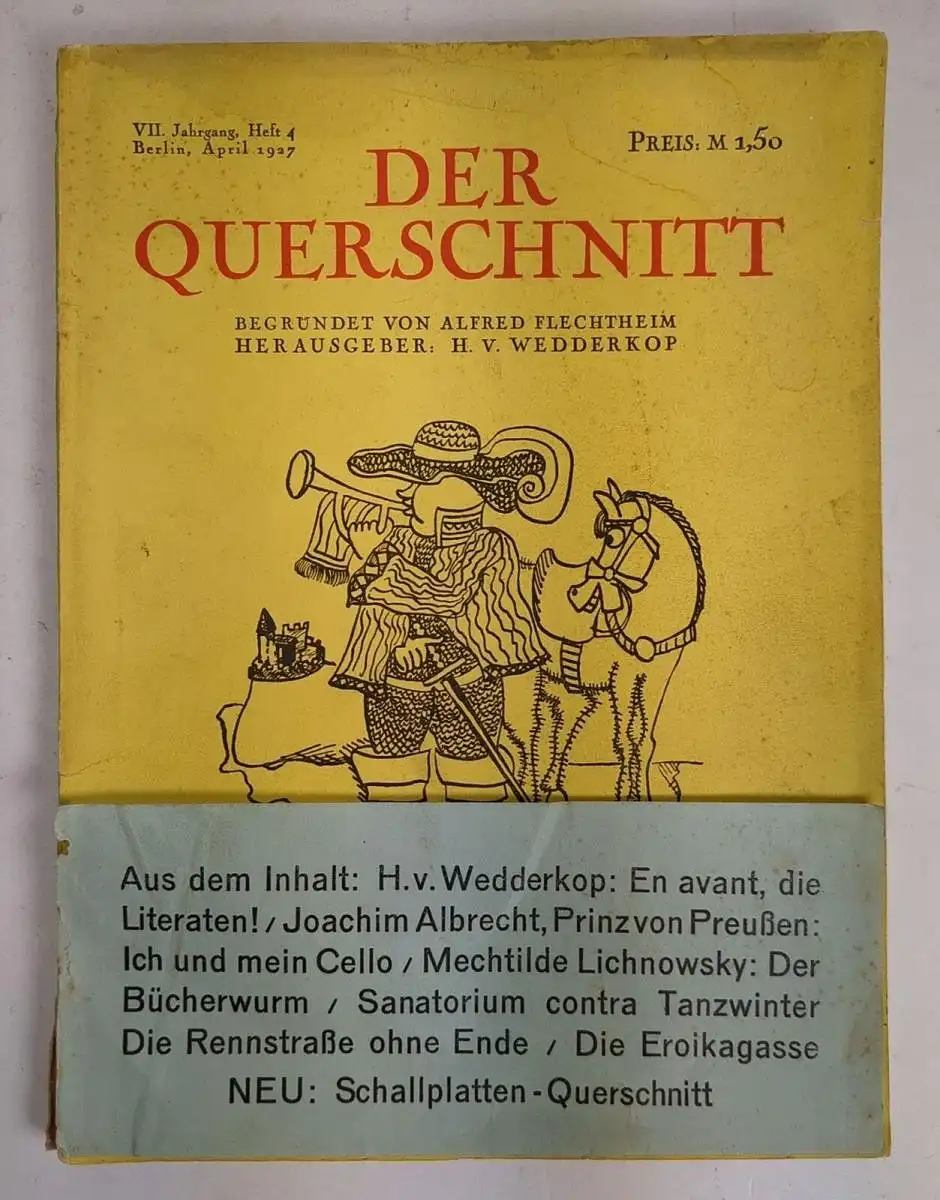 VII. Jahrgang, Heft 4
Berlin, April 1927
PREIS: M 1,50
DER
QUERSCHNITT
BEGRÜNDET VON ALFRED FLECHTHEIM
HERAUSGEBER: H. V. WEDDERKOP
Aus dem Inhalt: H.v.Wedderkop: En avant, die
Literaten! / Joachim Albrecht, Prinz von Preußen:
Ich und mein Cello / Mechtilde Lichnowsky: Der
Bücherwurm / Sanatorium contra Tanzwinter
Die Rennstraße ohne Ende / Die Eroikagasse
NEU: Schallplatten-Querschnitt